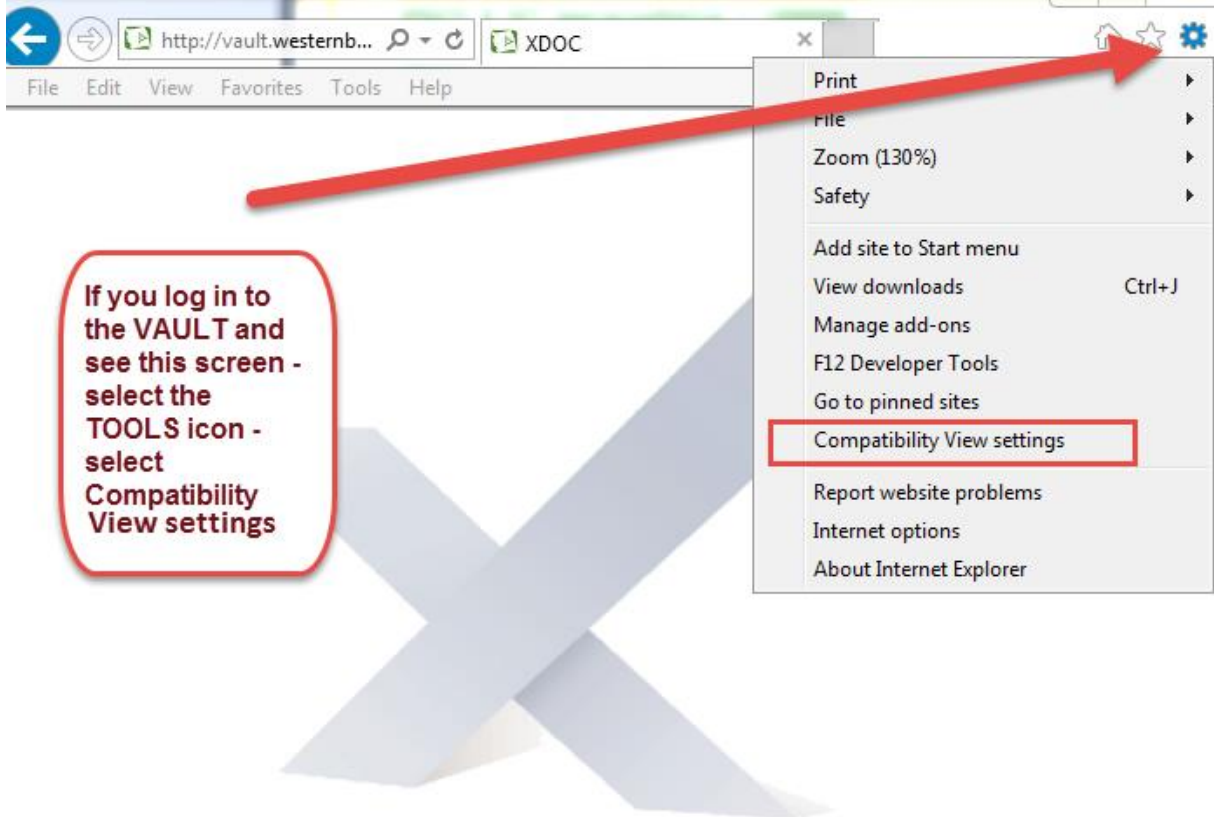 http://vault.westernb...
XDOC
File Edit View Favorites Tools Help
Print
File
Zoom (130%)
Safety
Add site to Start menu
View downloads Ctrl+J
Manage add-ons
F12 Developer Tools
Go to pinned sites
Compatibility View settings
Report website problems
Internet options
About Internet Explorer
If you log in to
the VAULT and
see this screen -
select the
TOOLS icon -
select
Compatibility
View settings